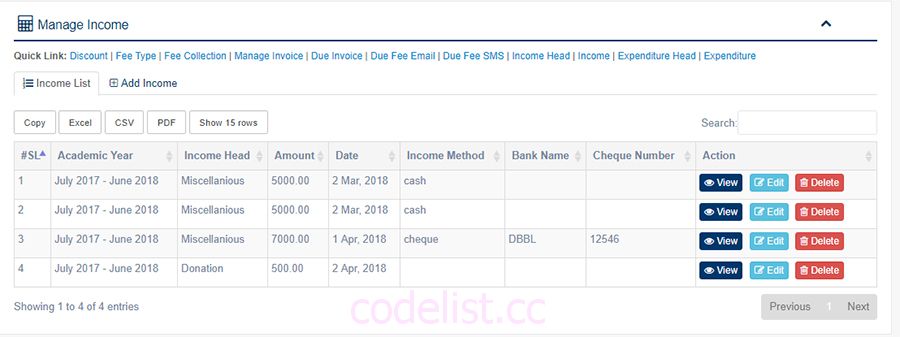 Manage Income
Quick Link: Discount | Fee Type | Fee Collection | Manage Invoice | Due Invoice | Due Fee Email | Due Fee SMS | Income Head | Income | Expenditure Head | Expenditure
Income List Add Income
Copy Excel CSV PDF Show 15 rows Search:
#SL Academic Year Income Head Amount Date Income Method Bank Name Cheque Number Action
1 July 2017 - June 2018 Miscellanious 5000.00 2 Mar, 2018 cash View Edit Delete
2 July 2017 - June 2018 Miscellanious 5000.00 2 Mar, 2018 cash View Edit Delete
3 July 2017 - June 2018 Miscellanious 7000.00 1 Apr, 2018 cheque DBBL 12546 View Edit Delete
4 July 2017 - June 2018 Donation 500.00 2 Apr, 2018 View Edit Delete
Showing 1 to 4 of 4 entries Previous 1 Next
codelist.cc